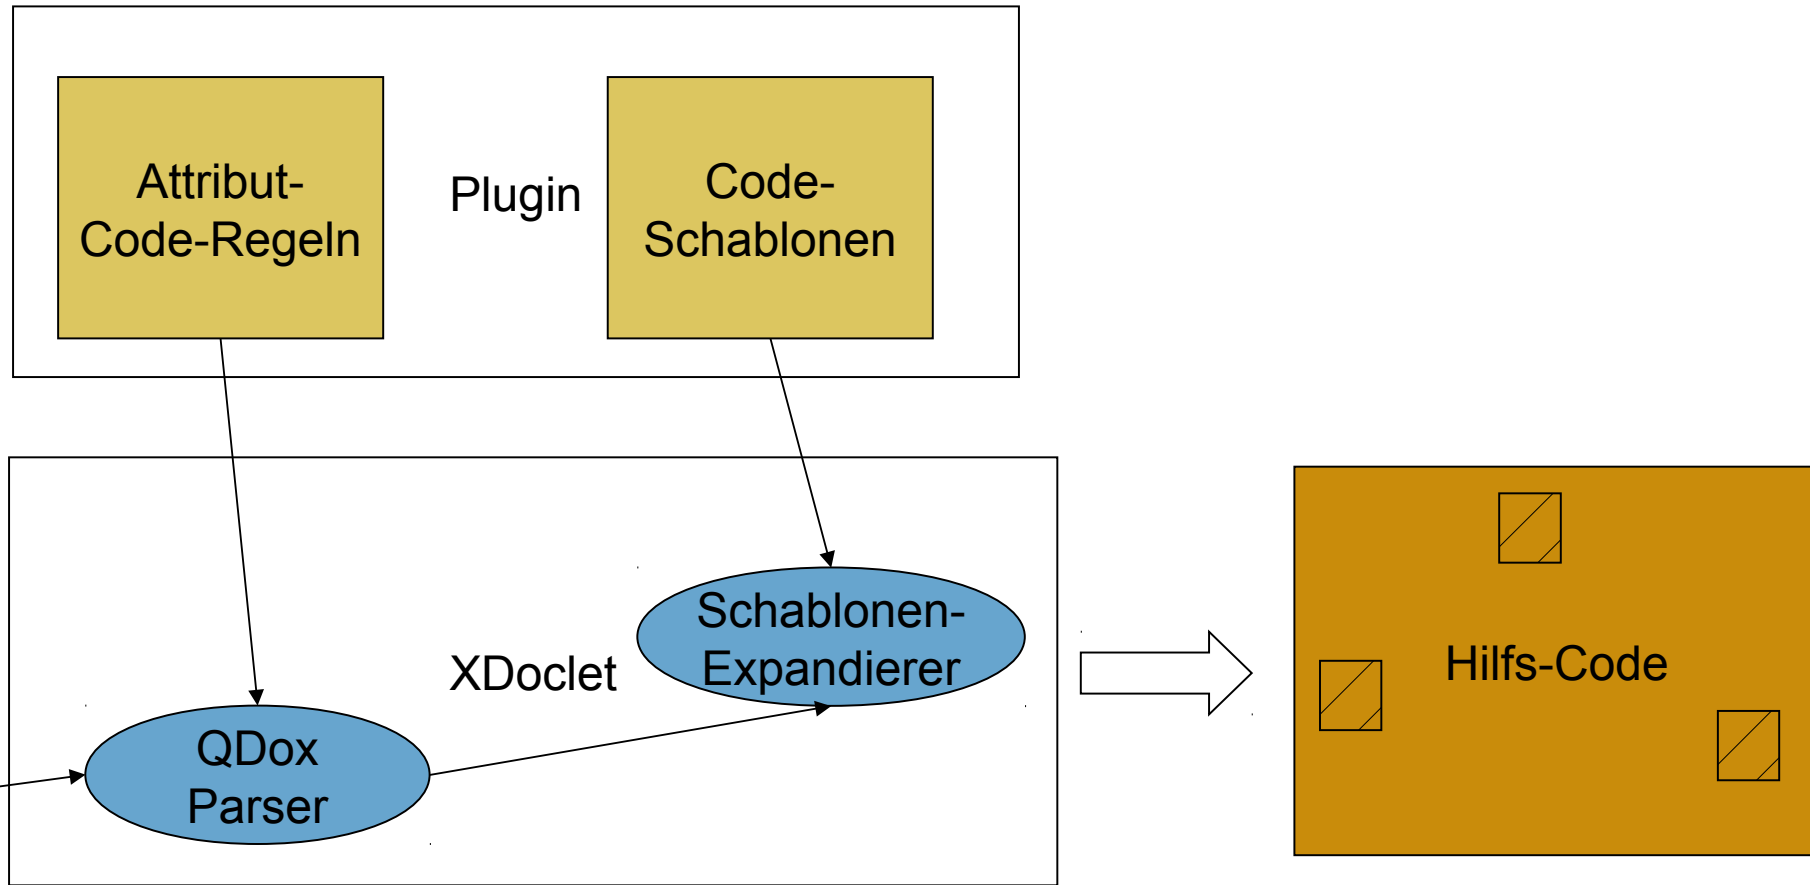 Attribut-
Code-Regeln
Plugin
Code-
Schablonen
Schablonen-
Expandierer
XDoclet
QDox
Parser
Hilfs-Code